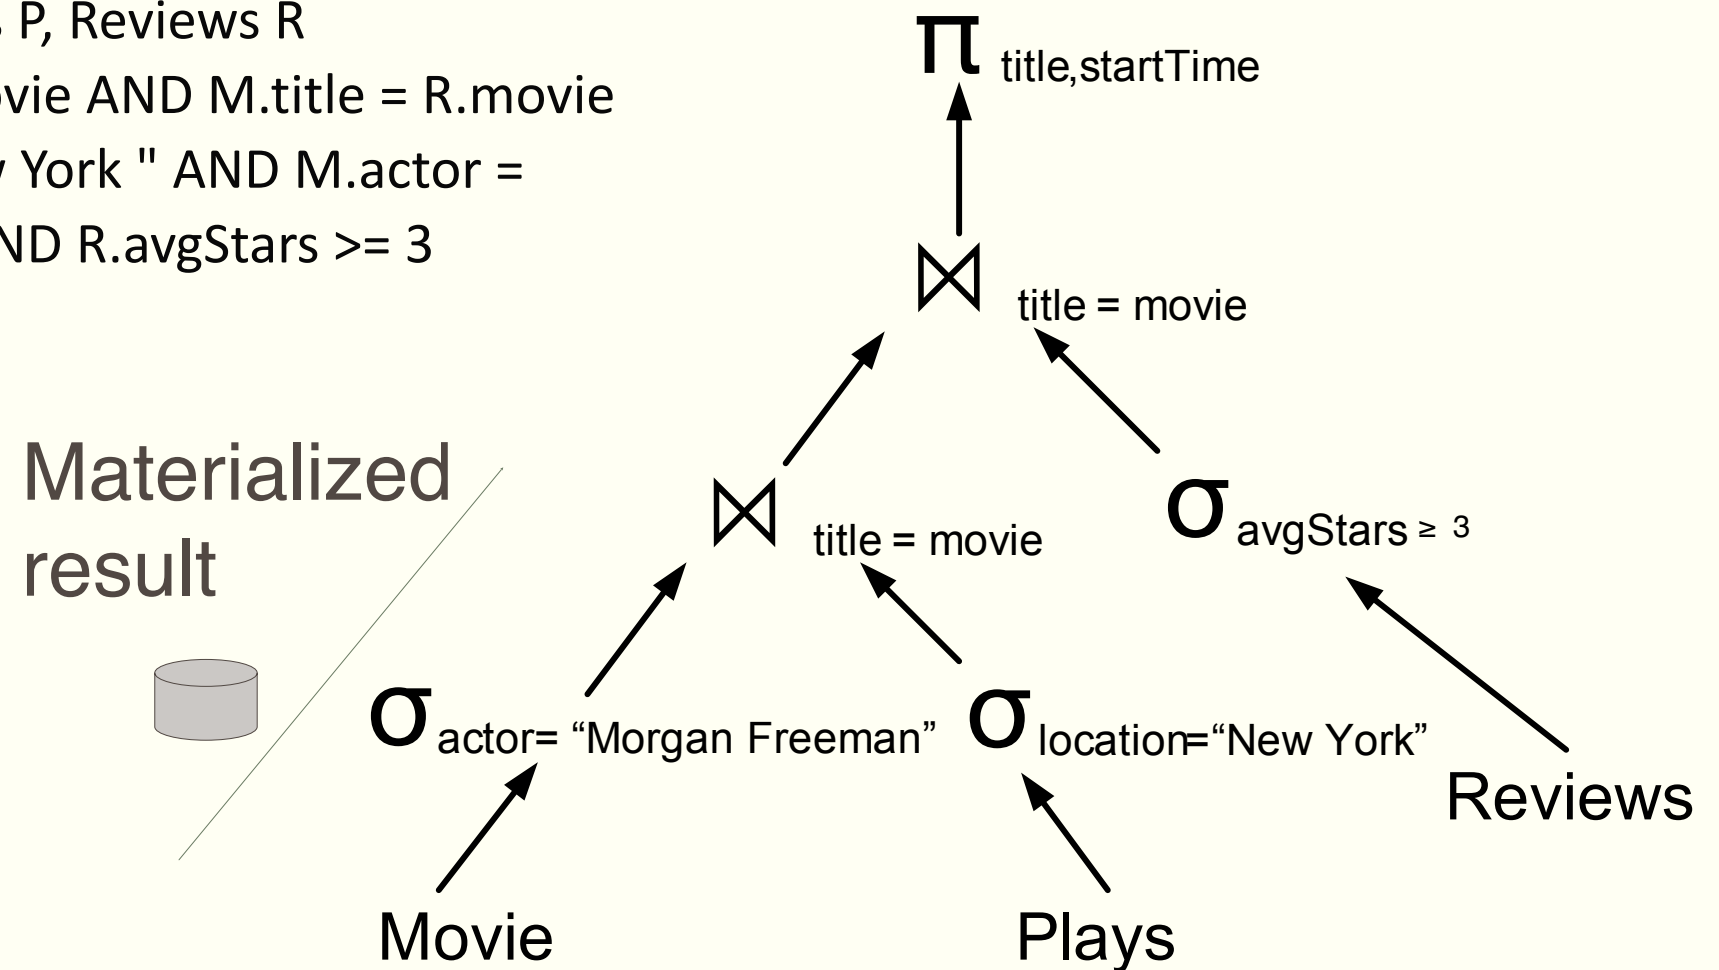 s P, Reviews R
ovie AND M.title = R.movie
w York " AND M.actor =
ND R.avgStars >= 3
π title,startTime
⋈ title = movie
Materialized
result
⋈ title = movie
σ avgStars ≥ 3
σ actor= “Morgan Freeman”
σ location=“New York”
Reviews
Movie
Plays